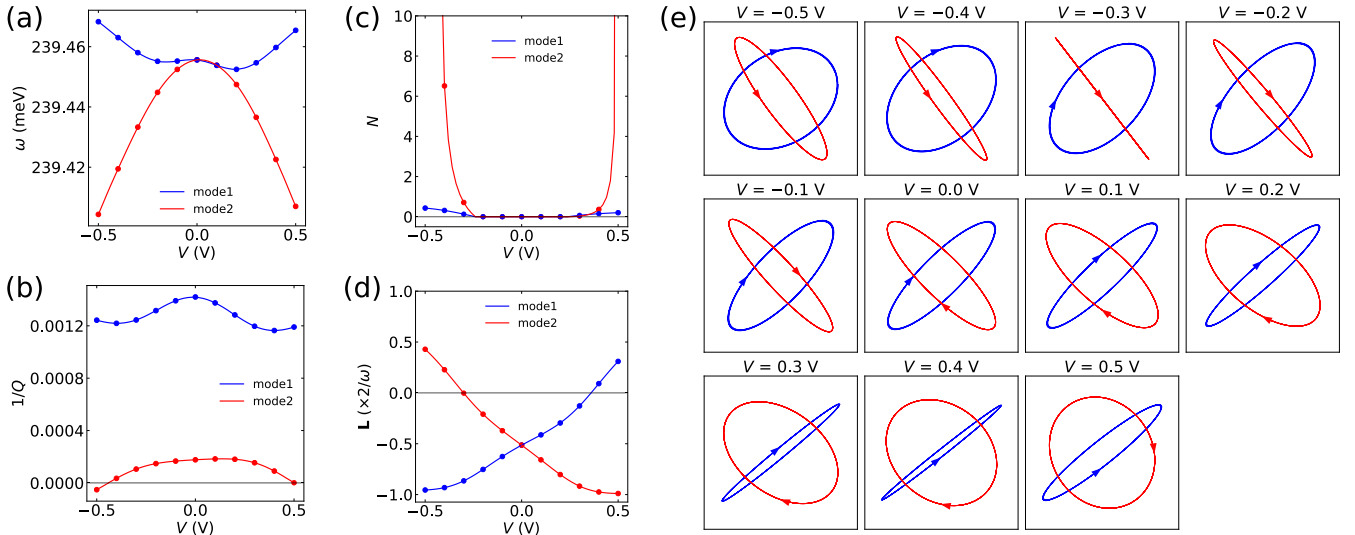 (a)
239.46
239.44
239.42
ω (meV)
mode1
mode2
−0.5
0.0
0.5
V (V)
(b)
0.0012
0.0008
0.0004
0.0000
1/Q
mode1
mode2
−0.5
0.0
0.5
V (V)
(c)
10
8
6
4
2
0
N
mode1
mode2
−0.5
0.0
0.5
V (V)
(d)
1.0
0.5
0.0
−0.5
−1.0
L (×2/ω)
mode1
mode2
−0.5
0.0
0.5
V (V)
(e)
V = −0.5 V
V = −0.4 V
V = −0.3 V
V = −0.2 V
V = −0.1 V
V = 0.0 V
V = 0.1 V
V = 0.2 V
V = 0.3 V
V = 0.4 V
V = 0.5 V